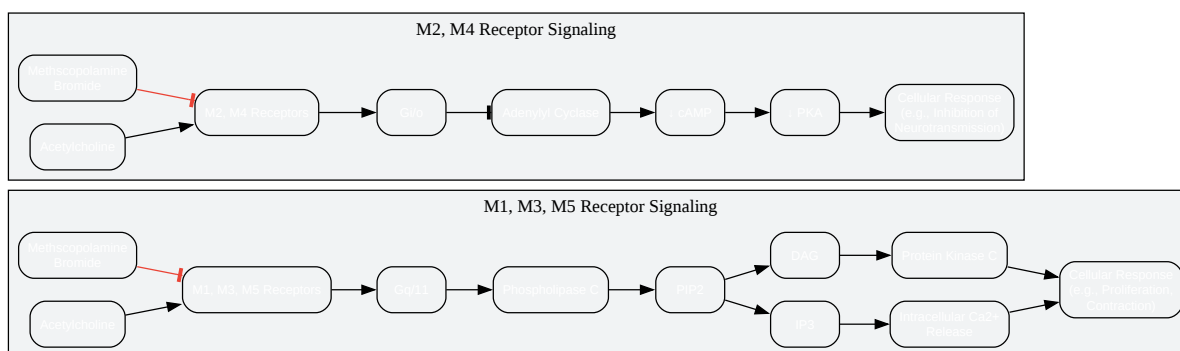 M2, M4 Receptor Signaling
Methscopolamine
Bromide
Acetylcholine
M2, M4 Receptors
Gi/o
Adenylyl Cyclase
↓ cAMP
↓ PKA
Cellular Response
(e.g., Inhibition of
Neurotransmission)
M1, M3, M5 Receptor Signaling
Methscopolamine
Bromide
Acetylcholine
M1, M3, M5 Receptors
Gq/11
Phospholipase C
PIP2
DAG
IP3
Protein Kinase C
Intracellular Ca2+
Release
Cellular Response
(e.g., Proliferation,
Contraction)